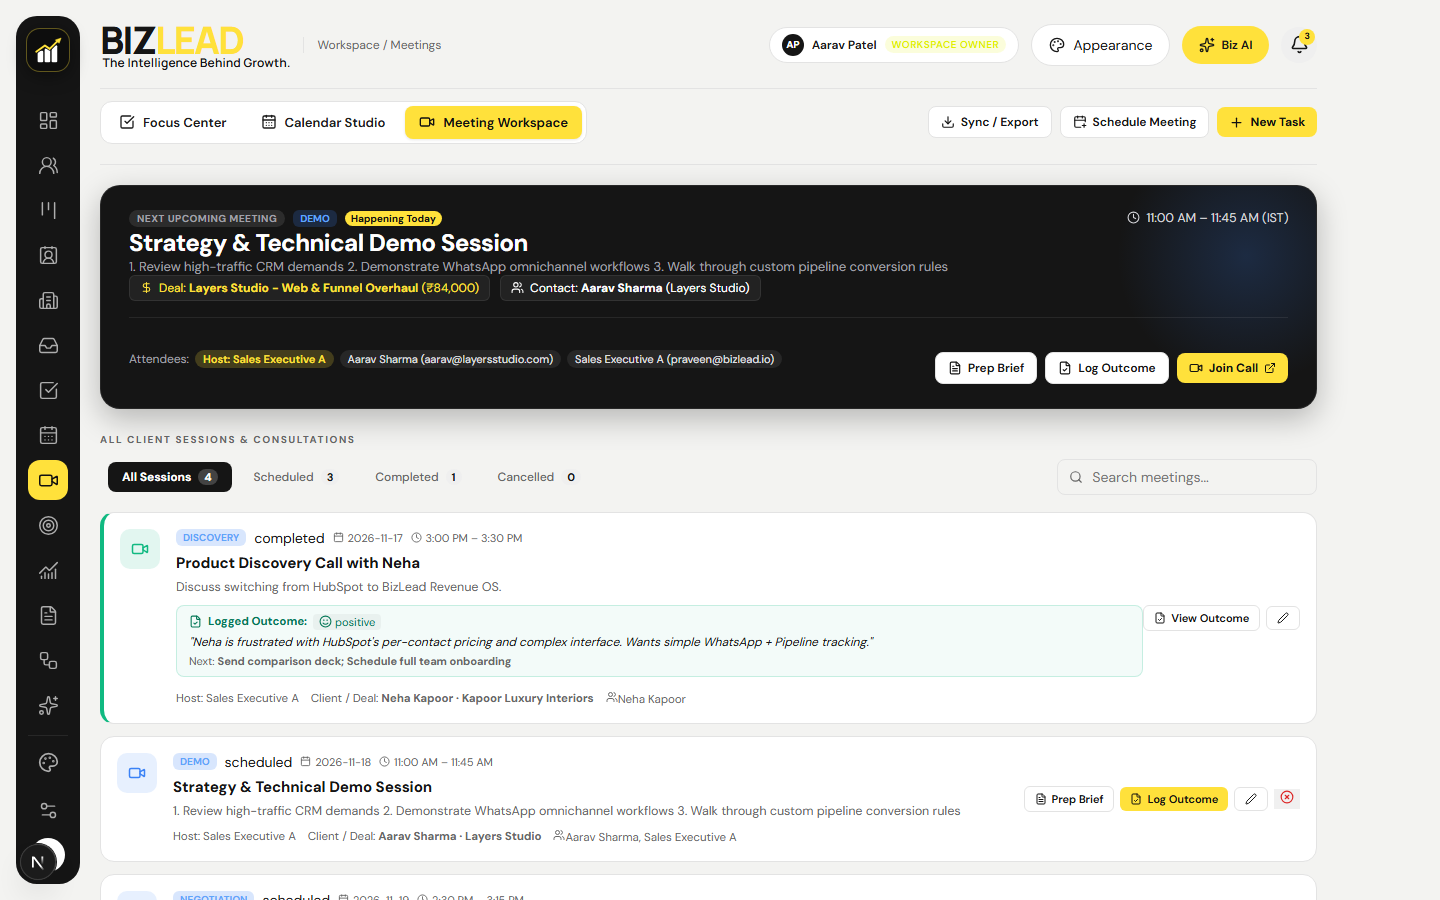 BIZLEAD
The Intelligence Behind Growth.
Workspace / Meetings
AP Aarav Patel WORKSPACE OWNER
Appearance
Biz AI
3
Focus Center
Calendar Studio
Meeting Workspace
Sync / Export
Schedule Meeting
New Task
NEXT UPCOMING MEETING DEMO Happening Today
11:00 AM – 11:45 AM (IST)
Strategy & Technical Demo Session
1. Review high-traffic CRM demands 2. Demonstrate WhatsApp omnichannel workflows 3. Walk through custom pipeline conversion rules
Deal: Layers Studio - Web & Funnel Overhaul (₹84,000)
Contact: Aarav Sharma (Layers Studio)
Attendees: Host: Sales Executive A Aarav Sharma (aarav@layersstudio.com) Sales Executive A (praveen@bizlead.io)
Prep Brief
Log Outcome
Join Call
ALL CLIENT SESSIONS & CONSULTATIONS
All Sessions 4
Scheduled 3
Completed 1
Cancelled 0
Search meetings...
DISCOVERY completed 2026-11-17 3:00 PM – 3:30 PM
Product Discovery Call with Neha
Discuss switching from HubSpot to BizLead Revenue OS.
Logged Outcome: positive
"Neha is frustrated with HubSpot's per-contact pricing and complex interface. Wants simple WhatsApp + Pipeline tracking."
Next: Send comparison deck; Schedule full team onboarding
View Outcome
Host: Sales Executive A Client / Deal: Neha Kapoor · Kapoor Luxury Interiors Neha Kapoor
DEMO scheduled 2026-11-18 11:00 AM – 11:45 AM
Strategy & Technical Demo Session
1. Review high-traffic CRM demands 2. Demonstrate WhatsApp omnichannel workflows 3. Walk through custom pipeline conversion rules
Host: Sales Executive A Client / Deal: Aarav Sharma · Layers Studio Aarav Sharma, Sales Executive A
Prep Brief
Log Outcome
N
NEGOTIATION scheduled 2026-11-19 2:30 PM – 3:15 PM